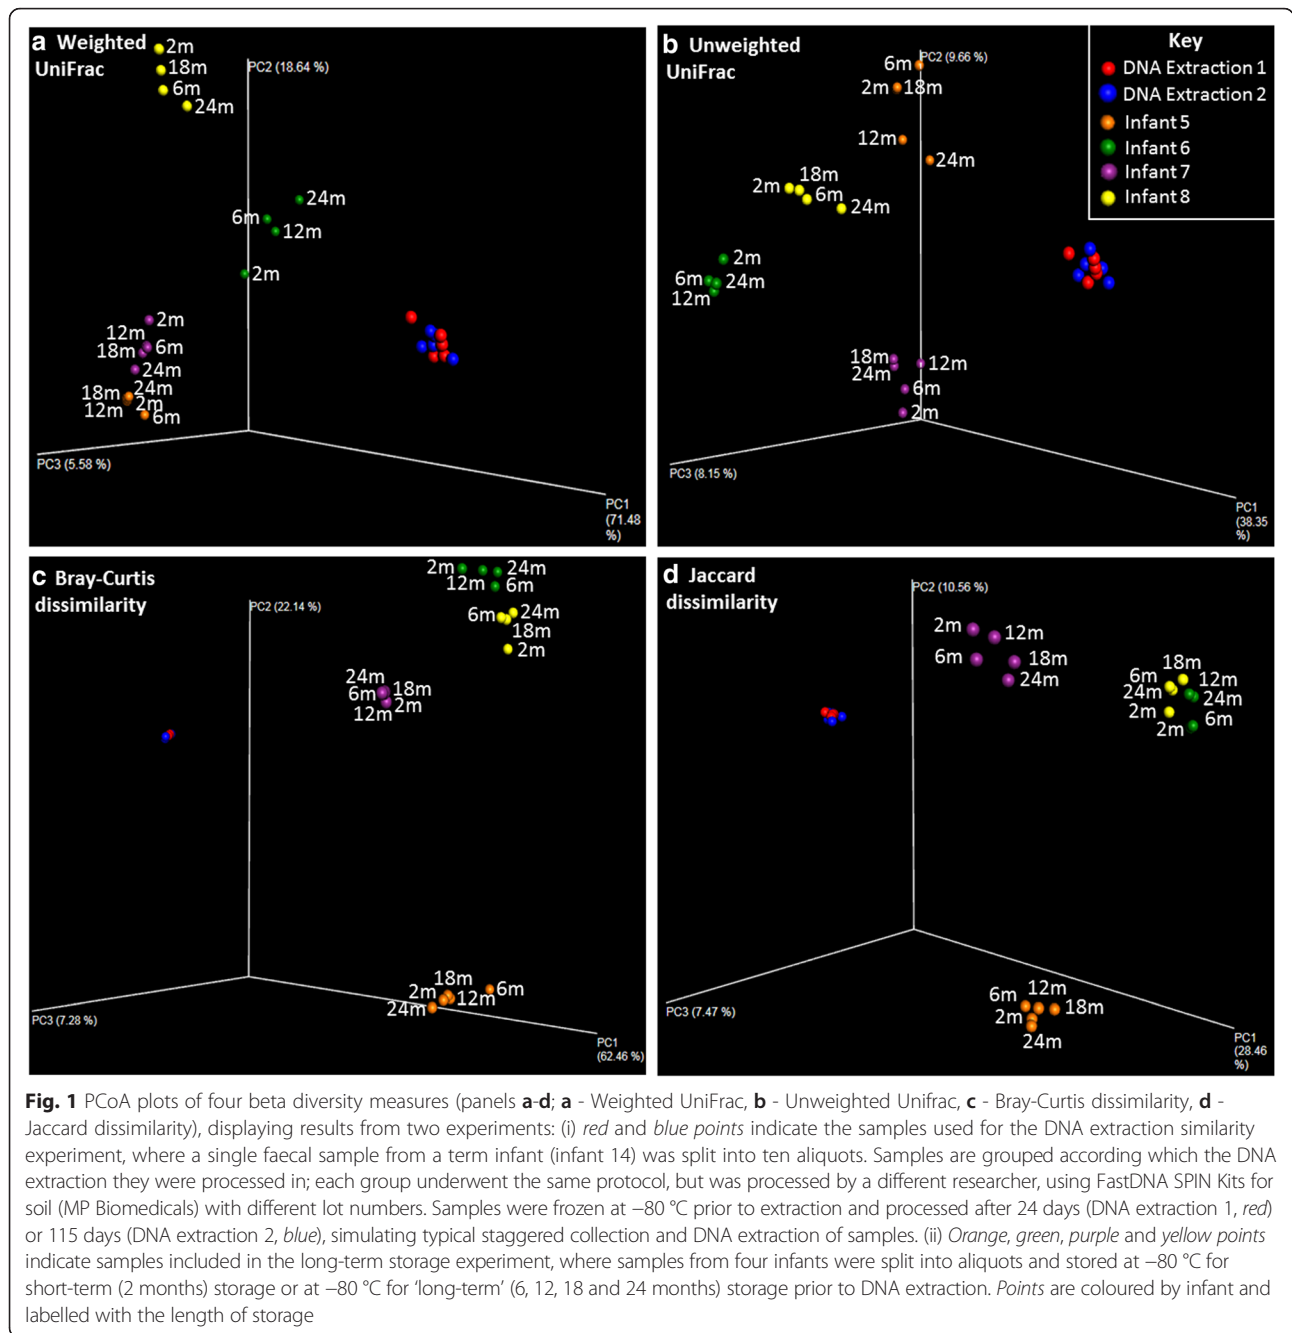 a Weighted
UniFrac
PC2 (18.64 %)
2m
18m
6m
24m
24m
6m
12m
2m
2m
12m
6m
18m
24m
24m
18m
2m
12m
6m
PC3 (5.58 %)
PC1
(71.48
%)
b Unweighted
UniFrac
PC2 (9.66 %)
6m
2m 18m
12m
24m
18m
2m
6m
24m
2m
6m
24m
12m
18m
12m
24m
6m
2m
PC3 (8.15 %)
PC1
(38.35
%)
Key
DNA Extraction 1
DNA Extraction 2
Infant 5
Infant 6
Infant 7
Infant 8
c Bray-Curtis
dissimilarity
PC2 (22.14 %)
2m
24m
12m
6m
6m
24m
18m
2m
24m
6m
18m
2m
12m
18m
6m
2m
12m
24m
PC3 (7.28 %)
PC1
(62.46 %)
d Jaccard
dissimilarity
PC2 (10.56 %)
2m
12m
6m
18m
24m
18m
6m
12m
24m
24m
2m
6m
2m
12m
6m
18m
2m
24m
PC3 (7.47 %)
PC1
(28.46
%)
Fig. 1 PCoA plots of four beta diversity measures (panels a-d; a - Weighted UniFrac, b - Unweighted Unifrac, c - Bray-Curtis dissimilarity, d -
Jaccard dissimilarity), displaying results from two experiments: (i) red and blue points indicate the samples used for the DNA extraction similarity
experiment, where a single faecal sample from a term infant (infant 14) was split into ten aliquots. Samples are grouped according which the DNA
extraction they were processed in; each group underwent the same protocol, but was processed by a different researcher, using FastDNA SPIN Kits for
soil (MP Biomedicals) with different lot numbers. Samples were frozen at −80 °C prior to extraction and processed after 24 days (DNA extraction 1, red)
or 115 days (DNA extraction 2, blue), simulating typical staggered collection and DNA extraction of samples. (ii) Orange, green, purple and yellow points
indicate samples included in the long-term storage experiment, where samples from four infants were split into aliquots and stored at −80 °C for
short-term (2 months) storage or at −80 °C for ‘long-term’ (6, 12, 18 and 24 months) storage prior to DNA extraction. Points are coloured by infant and
labelled with the length of storage